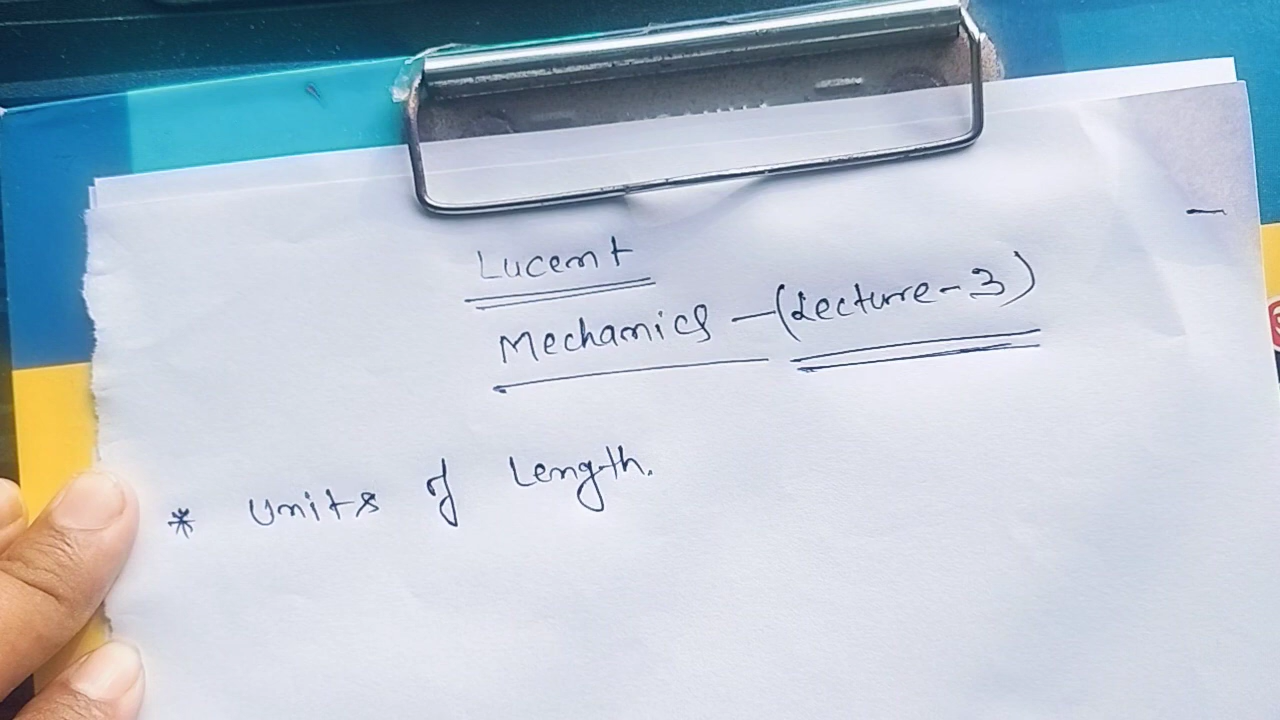 Lucent
Mechanics - (Lecture-3)
* Units of Length.